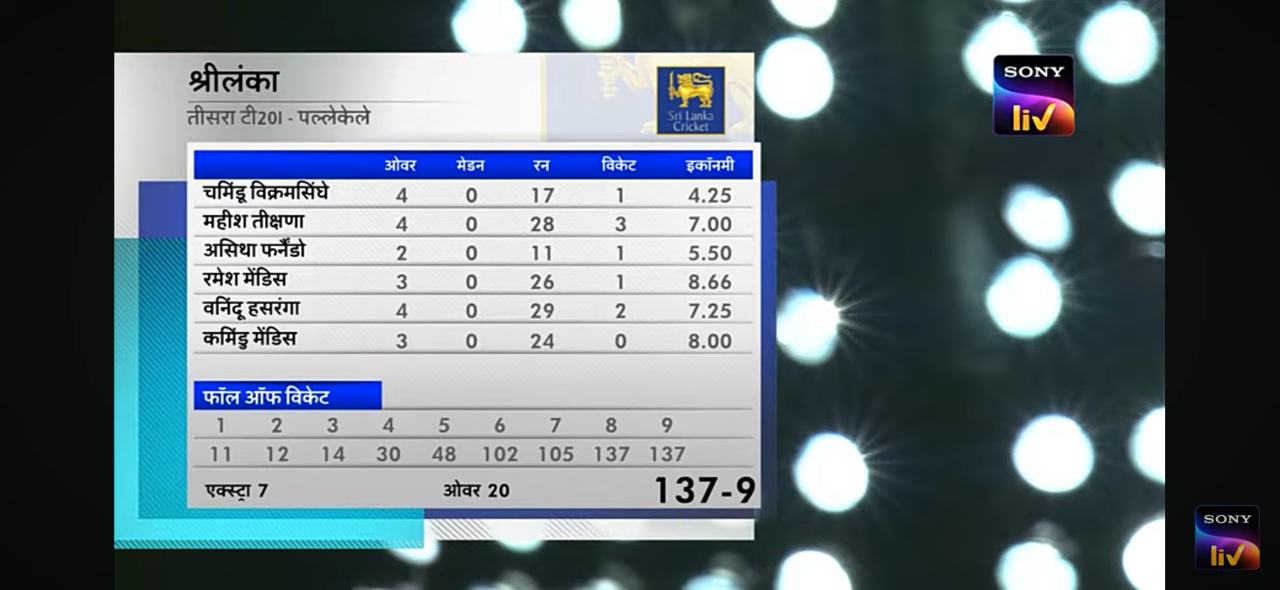 श्रीलंका
तीसरा टी20I - पल्लेकेले
Sri Lanka
Cricket
SONY
liv
ओवर मेडन रन विकेट इकॉनमी
चमिंडू विक्रमसिंघे 4 0 17 1 4.25
महीश तीक्षणा 4 0 28 3 7.00
असिथा फर्नैंडो 2 0 11 1 5.50
रमेश मेंडिस 3 0 26 1 8.66
वनिंदू हसरंगा 4 0 29 2 7.25
कमिंडु मेंडिस 3 0 24 0 8.00
फॉल ऑफ विकेट
1 2 3 4 5 6 7 8 9
11 12 14 30 48 102 105 137 137
एक्स्ट्रा 7 ओवर 20 137-9
SONY
liv